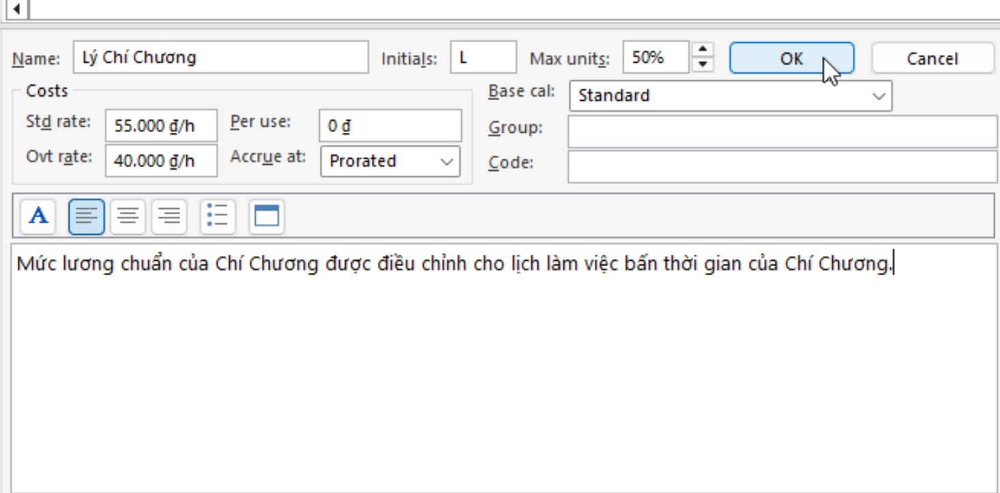 Name: Lý Chí Chương Initials: L Max units: 50% OK Cancel
Costs Base cal: Standard
Std rate: 55.000 ₫/h Per use: 0 ₫ Group:
Ovt rate: 40.000 ₫/h Accrue at: Prorated Code:
A
Mức lương chuẩn của Chí Chương được điều chỉnh cho lịch làm việc bấn thời gian của Chí Chương.